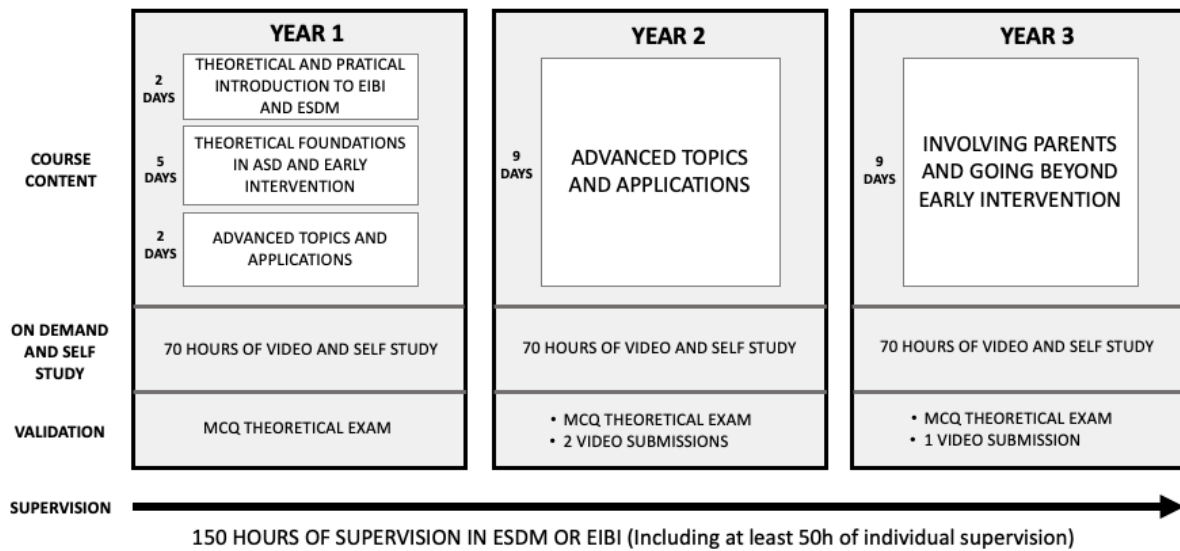 YEAR 1
YEAR 2
YEAR 3
COURSE
CONTENT
2
DAYS
THEORETICAL AND PRATICAL
INTRODUCTION TO EIBI
AND ESDM
5
DAYS
THEORETICAL FOUNDATIONS
IN ASD AND EARLY
INTERVENTION
2
DAYS
ADVANCED TOPICS AND
APPLICATIONS
9
DAYS
ADVANCED TOPICS
AND APPLICATIONS
9
DAYS
INVOLVING PARENTS
AND GOING BEYOND
EARLY INTERVENTION
ON DEMAND
AND SELF
STUDY
70 HOURS OF VIDEO AND SELF STUDY
70 HOURS OF VIDEO AND SELF STUDY
70 HOURS OF VIDEO AND SELF STUDY
VALIDATION
MCQ THEORETICAL EXAM
• MCQ THEORETICAL EXAM
• 2 VIDEO SUBMISSIONS
• MCQ THEORETICAL EXAM
• 1 VIDEO SUBMISSION
SUPERVISION
150 HOURS OF SUPERVISION IN ESDM OR EIBI (Including at least 50h of individual supervision)